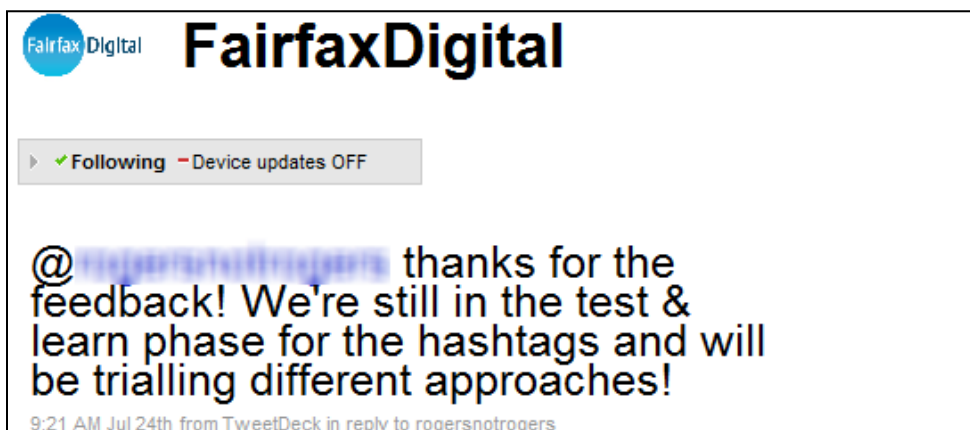 Fairfax Digital
FairfaxDigital
Following Device updates OFF
@ thanks for the
feedback! We're still in the test &
learn phase for the hashtags and will
be trialling different approaches!
9:21 AM Jul 24th from TweetDeck in reply to rogersnotrogers